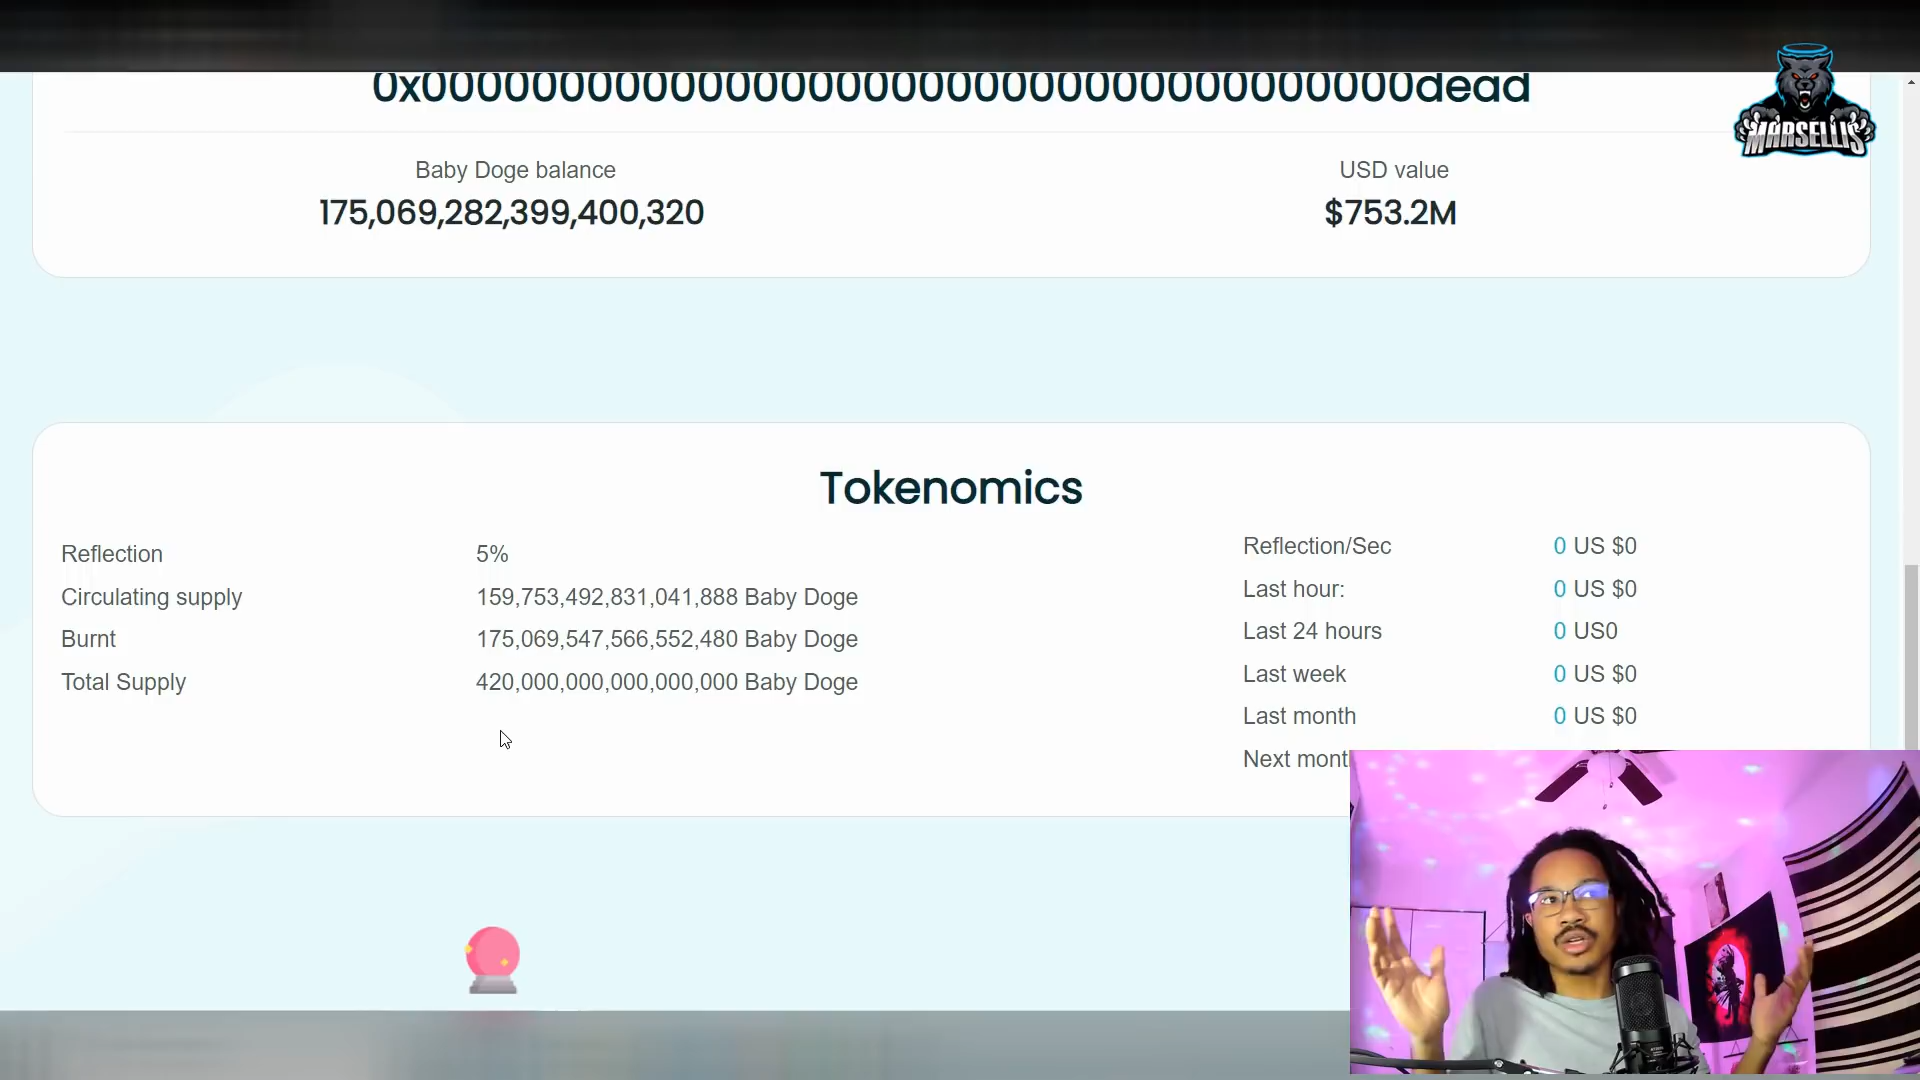 0x000000000000000000000000000000000000dead
MARSELLIS
Baby Doge balance
USD value
175,069,282,399,400,320
$753.2M
Tokenomics
Reflection 5%
Circulating supply 159,753,492,831,041,888 Baby Doge
Burnt 175,069,547,566,552,480 Baby Doge
Total Supply 420,000,000,000,000,000 Baby Doge
Reflection/Sec 0 US $0
Last hour: 0 US $0
Last 24 hours 0 US0
Last week 0 US $0
Last month 0 US $0
Next mont